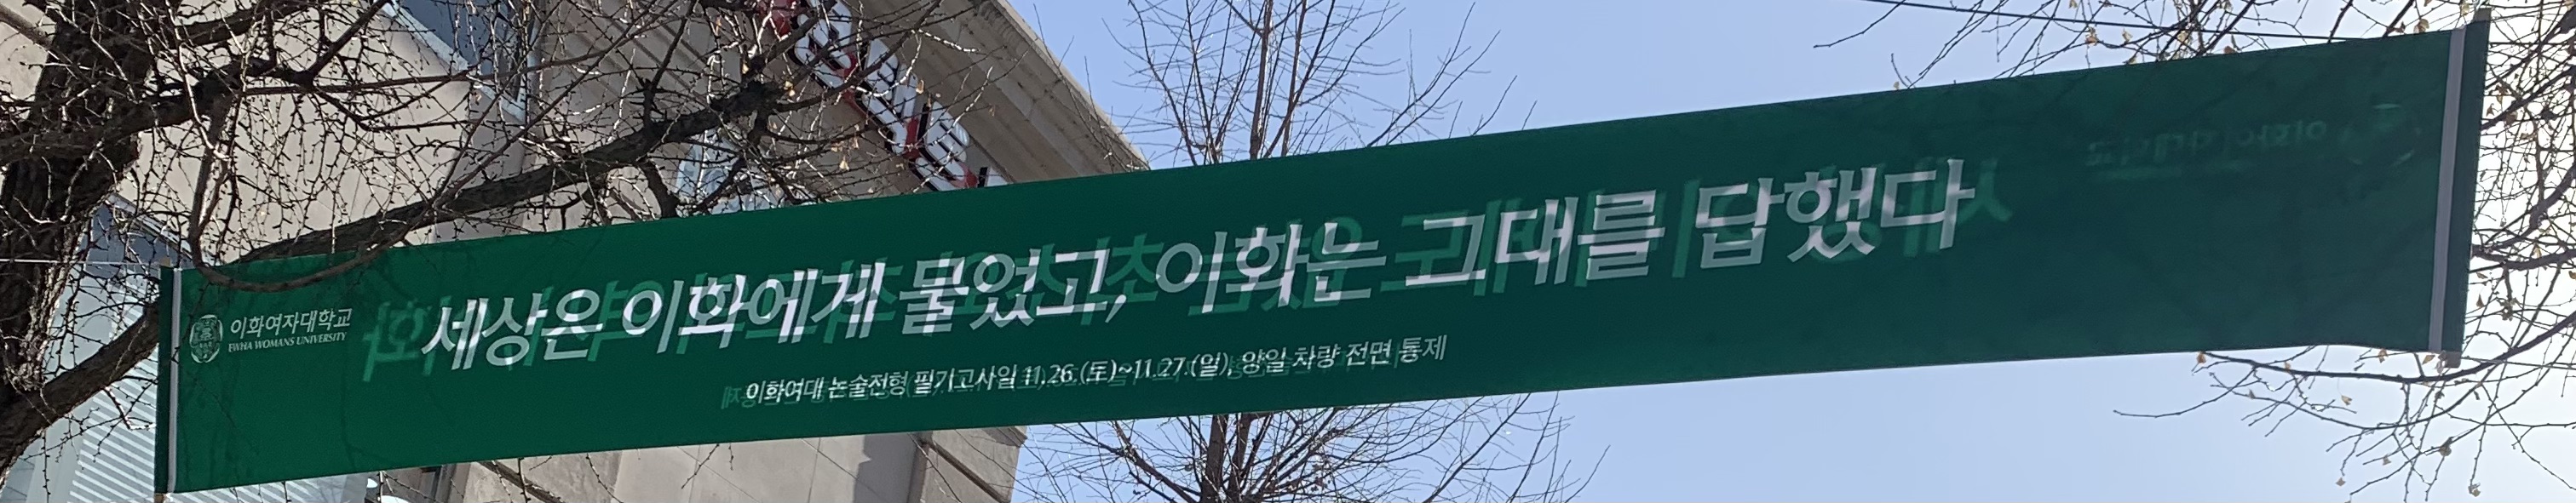 이화여자대학교
EWHA WOMANS UNIVERSITY
세상은 이화에게 물었고, 이화는 그대를 답했다
이화여대 논술전형 필기고사일 11.26.(토)~11.27.(일), 양일 차량 전면 통제